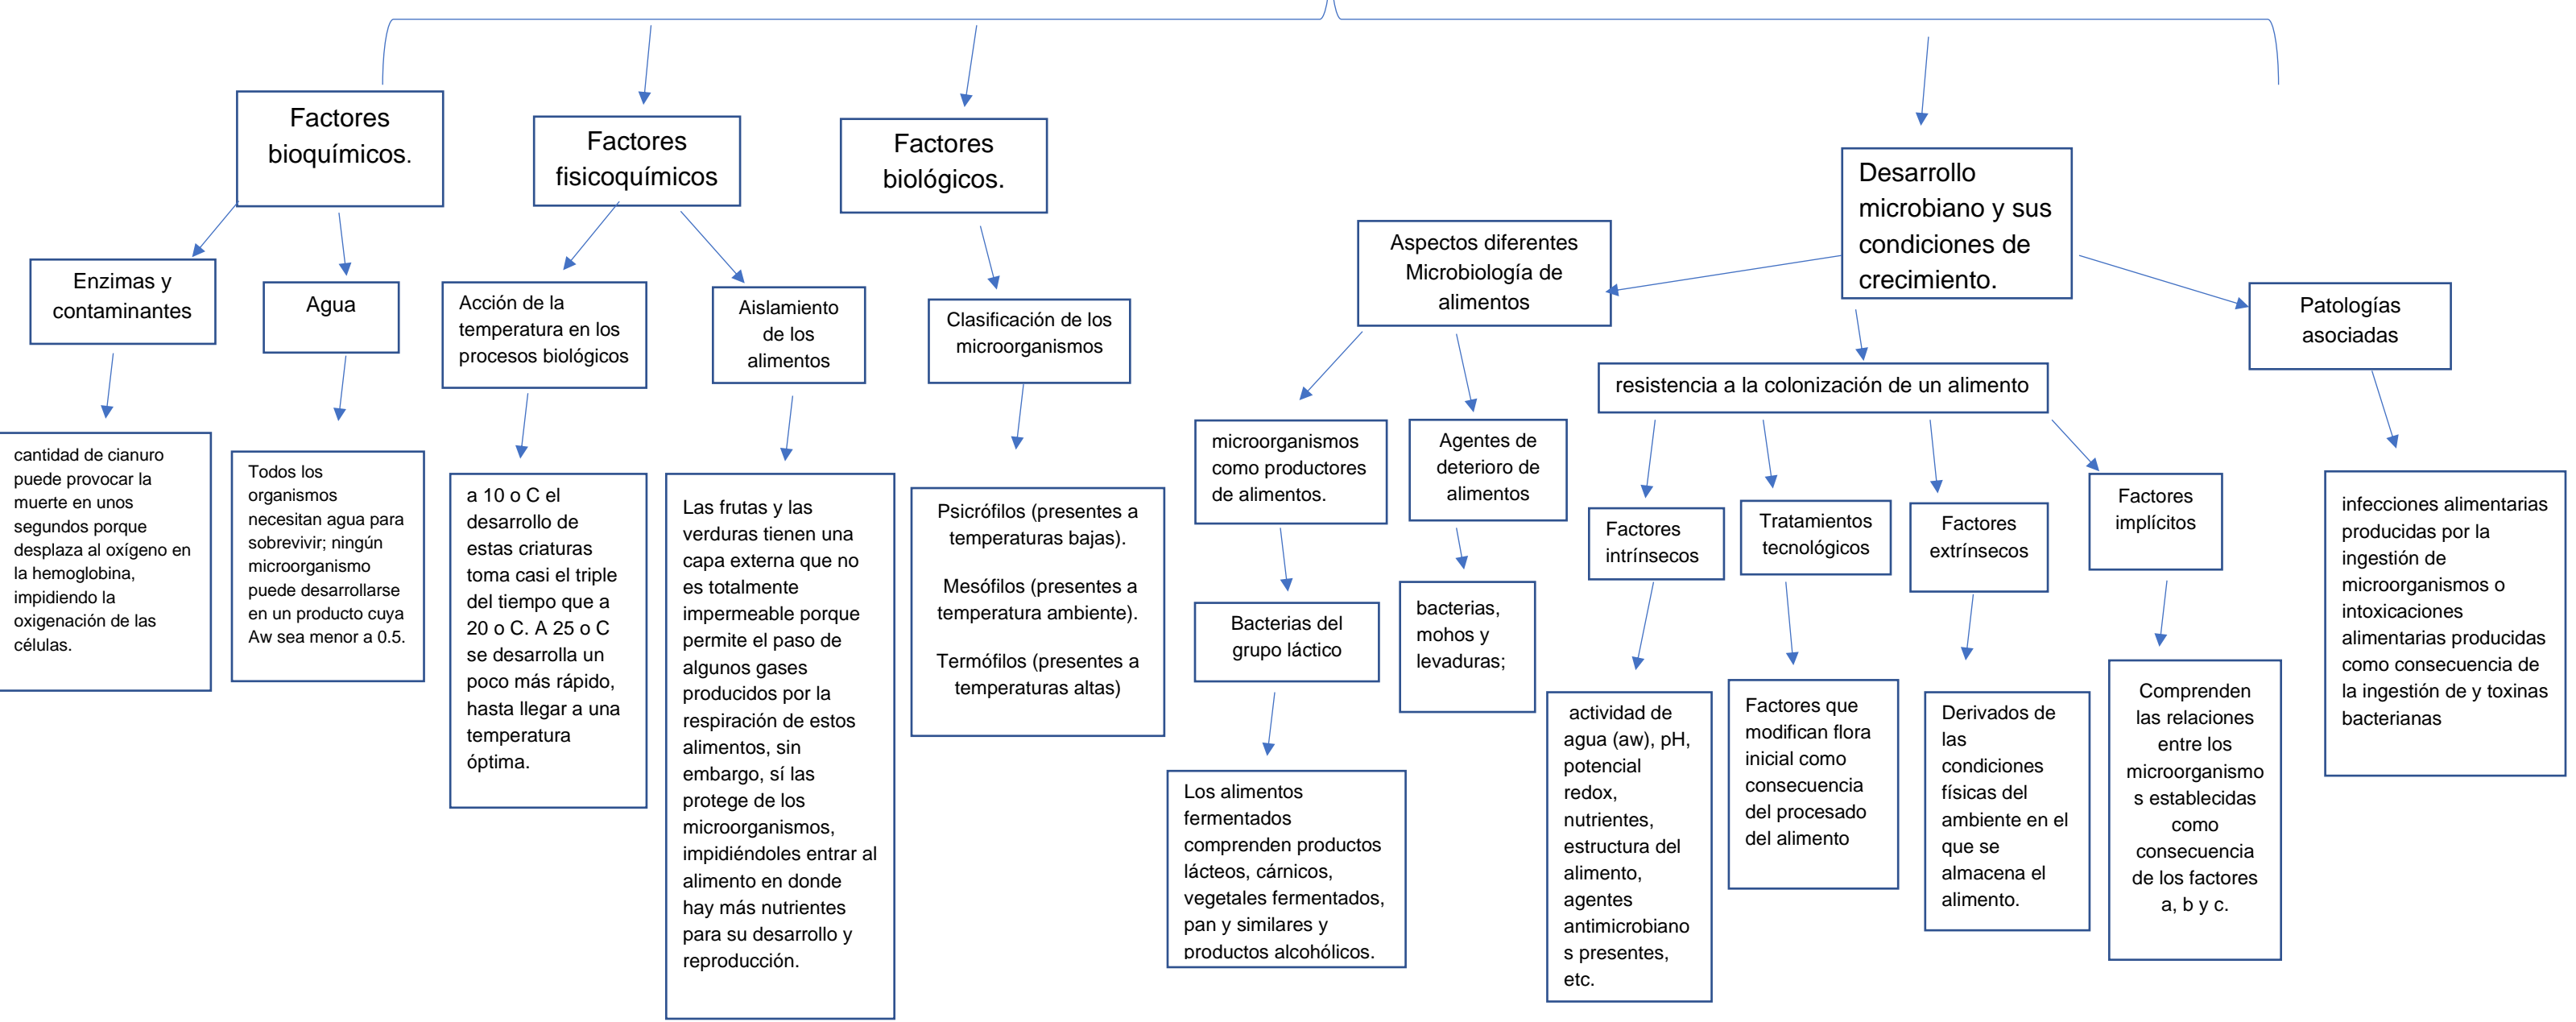 Factores
bioquímicos.
Factores
fisicoquímicos
Factores
biológicos.
Desarrollo
microbiano y sus
condiciones de
crecimiento.
Enzimas y
contaminantes
Agua
Acción de la
temperatura en los
procesos biológicos
Aislamiento
de los
alimentos
Clasificación de los
microorganismos
Aspectos diferentes
Microbiología de
alimentos
Patologías
asociadas
resistencia a la colonización de un alimento
cantidad de cianuro
puede provocar la
muerte en unos
segundos porque
desplaza al oxígeno en
la hemoglobina,
impidiendo la
oxigenación de las
células.
Todos los
organismos
necesitan agua para
sobrevivir; ningún
microorganismo
puede desarrollarse
en un producto cuya
Aw sea menor a 0.5.
a 10 o C el
desarrollo de
estas criaturas
toma casi el triple
del tiempo que a
20 o C. A 25 o C
se desarrolla un
poco más rápido,
hasta llegar a una
temperatura
óptima.
Las frutas y las
verduras tienen una
capa externa que no
es totalmente
impermeable porque
permite el paso de
algunos gases
producidos por la
respiración de estos
alimentos, sin
embargo, sí las
protege de los
microorganismos,
impidiéndoles entrar al
alimento en donde
hay más nutrientes
para su desarrollo y
reproducción.
Psicrófilos (presentes a
temperaturas bajas).
Mesófilos (presentes a
temperatura ambiente).
Termófilos (presentes a
temperaturas altas)
microorganismos
como productores
de alimentos.
Agentes de
deterioro de
alimentos
Bacterias del
grupo láctico
bacterias,
mohos y
levaduras;
Los alimentos
fermentados
comprenden productos
lácteos, cárnicos,
vegetales fermentados,
pan y similares y
productos alcohólicos.
Factores
intrínsecos
Tratamientos
tecnológicos
Factores
extrínsecos
Factores
implícitos
actividad de
agua (aw), pH,
potencial
redox,
nutrientes,
estructura del
alimento,
agentes
antimicrobiano
s presentes,
etc.
Factores que
modifican flora
inicial como
consecuencia
del procesado
del alimento
Derivados de
las
condiciones
físicas del
ambiente en el
que se
almacena el
alimento.
Comprenden
las relaciones
entre los
microorganismo
s establecidas
como
consecuencia
de los factores
a, b y c.
infecciones alimentarias
producidas por la
ingestión de
microorganismos o
intoxicaciones
alimentarias producidas
como consecuencia de
la ingestión de y toxinas
bacterianas